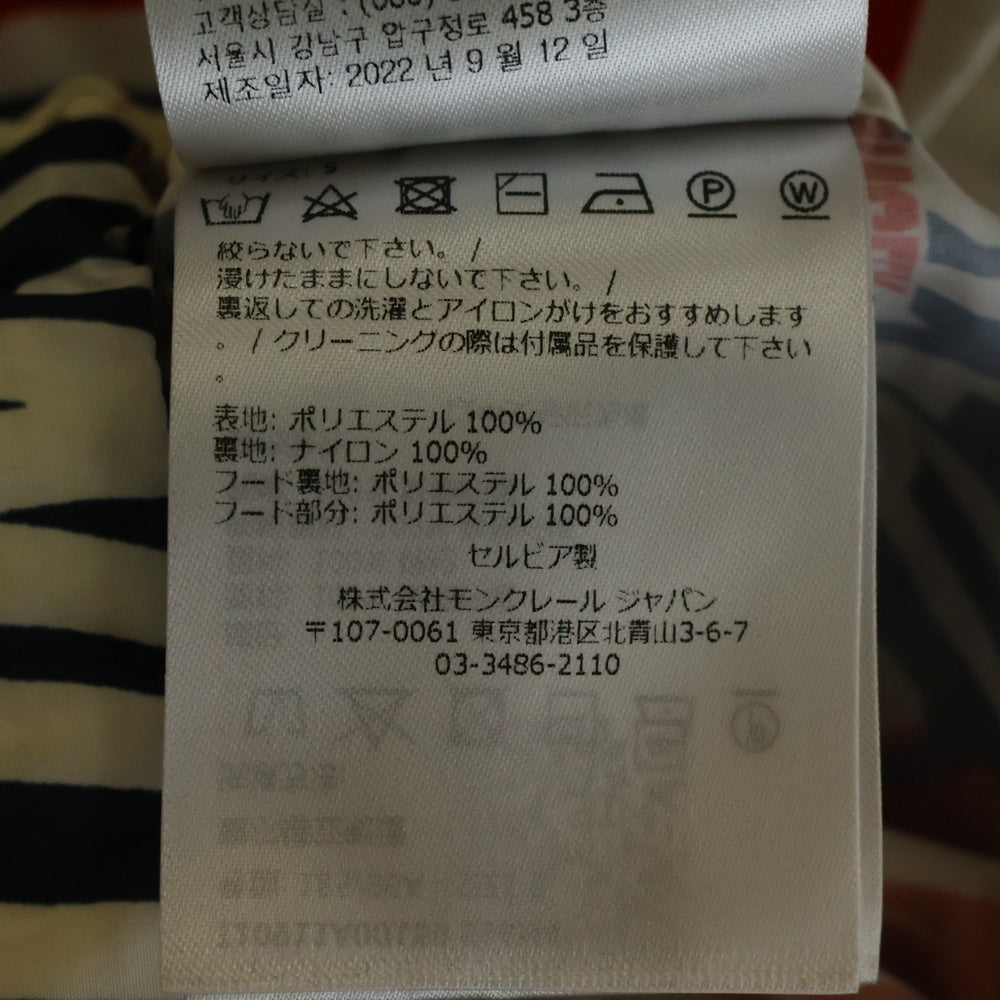 고객상담실 : (080)
서울시 강남구 압구정로 458 3층
제조일자: 2022 년 9 월 12 일
サイズ: S
P W
絞らないで下さい。 /
浸けたままにしないで下さい。 /
裏返しての洗濯とアイロンがけをおすすめします
。 / クリーニングの際は付属品を保護して下さい
。
表地: ポリエステル 100%
裏地: ナイロン 100%
フード裏地: ポリエステル 100%
フード部分: ポリエステル 100%
セルビア製
株式会社モンクレール ジャパン
〒107-0061 東京都港区北青山3-6-7
03-3486-2110